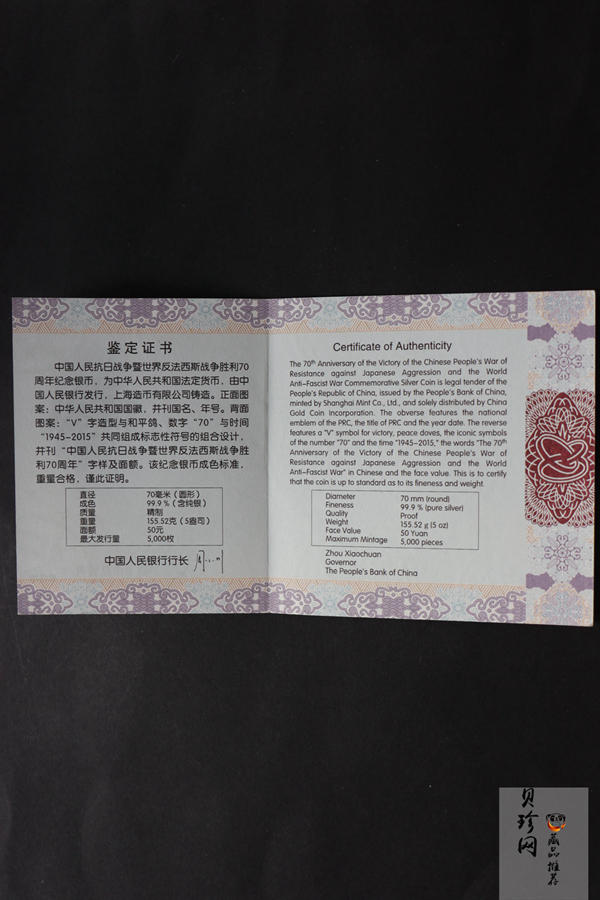 鉴定证书
中国人民抗日战争暨世界反法西斯战争胜利70
周年纪念银币，为中华人民共和国法定货币，由中
国人民银行发行，上海造币有限公司铸造。正面图
案：中华人民共和国国徽，并刊国名、年号。背面
图案：“V”字造型与和平鸽、数字“70”与时间
“1945-2015”共同组成标志性符号的组合设计，
并刊“中国人民抗日战争暨世界反法西斯战争胜
利70周年”字样及面额。该纪念银币成色标准，
重量合格，谨此证明。
直径 70毫米（圆形）
成色 99.9％（含纯银）
质量 精制
重量 155.52克（5盎司）
面额 50元
最大发行量 5,000枚
中国人民银行行长
Certificate of Authenticity
The 70th Anniversary of the Victory of the Chinese People's War of
Resistance against Japanese Aggression and the World
Anti-Fascist War Commemorative Silver Coin is legal tender of the
People's Republic of China, issued by the People's Bank of China,
minted by Shanghai Mint Co., Ltd., and solely distributed by China
Gold Coin Incorporation. The obverse features the national
emblem of the PRC, the title of PRC and the year date. The reverse
features a "V" symbol for victory, peace doves, the iconic symbols
of the number "70" and the time "1945-2015," the words "The 70th
Anniversary of the Victory of the Chinese People's War of
Resistance against Japanese Aggression and the World
Anti-Fascist War" in Chinese and the face value. This is to certify
that the coin is up to standard as to its fineness and weight.
Diameter 70 mm (round)
Fineness 99.9 % (pure silver)
Quality Proof
Weight 155.52 g (5 oz)
Face Value 50 Yuan
Maximum Mintage 5,000 pieces
Zhou Xiaochuan
Governor
The People's Bank of China
贝珍网
藏品推荐